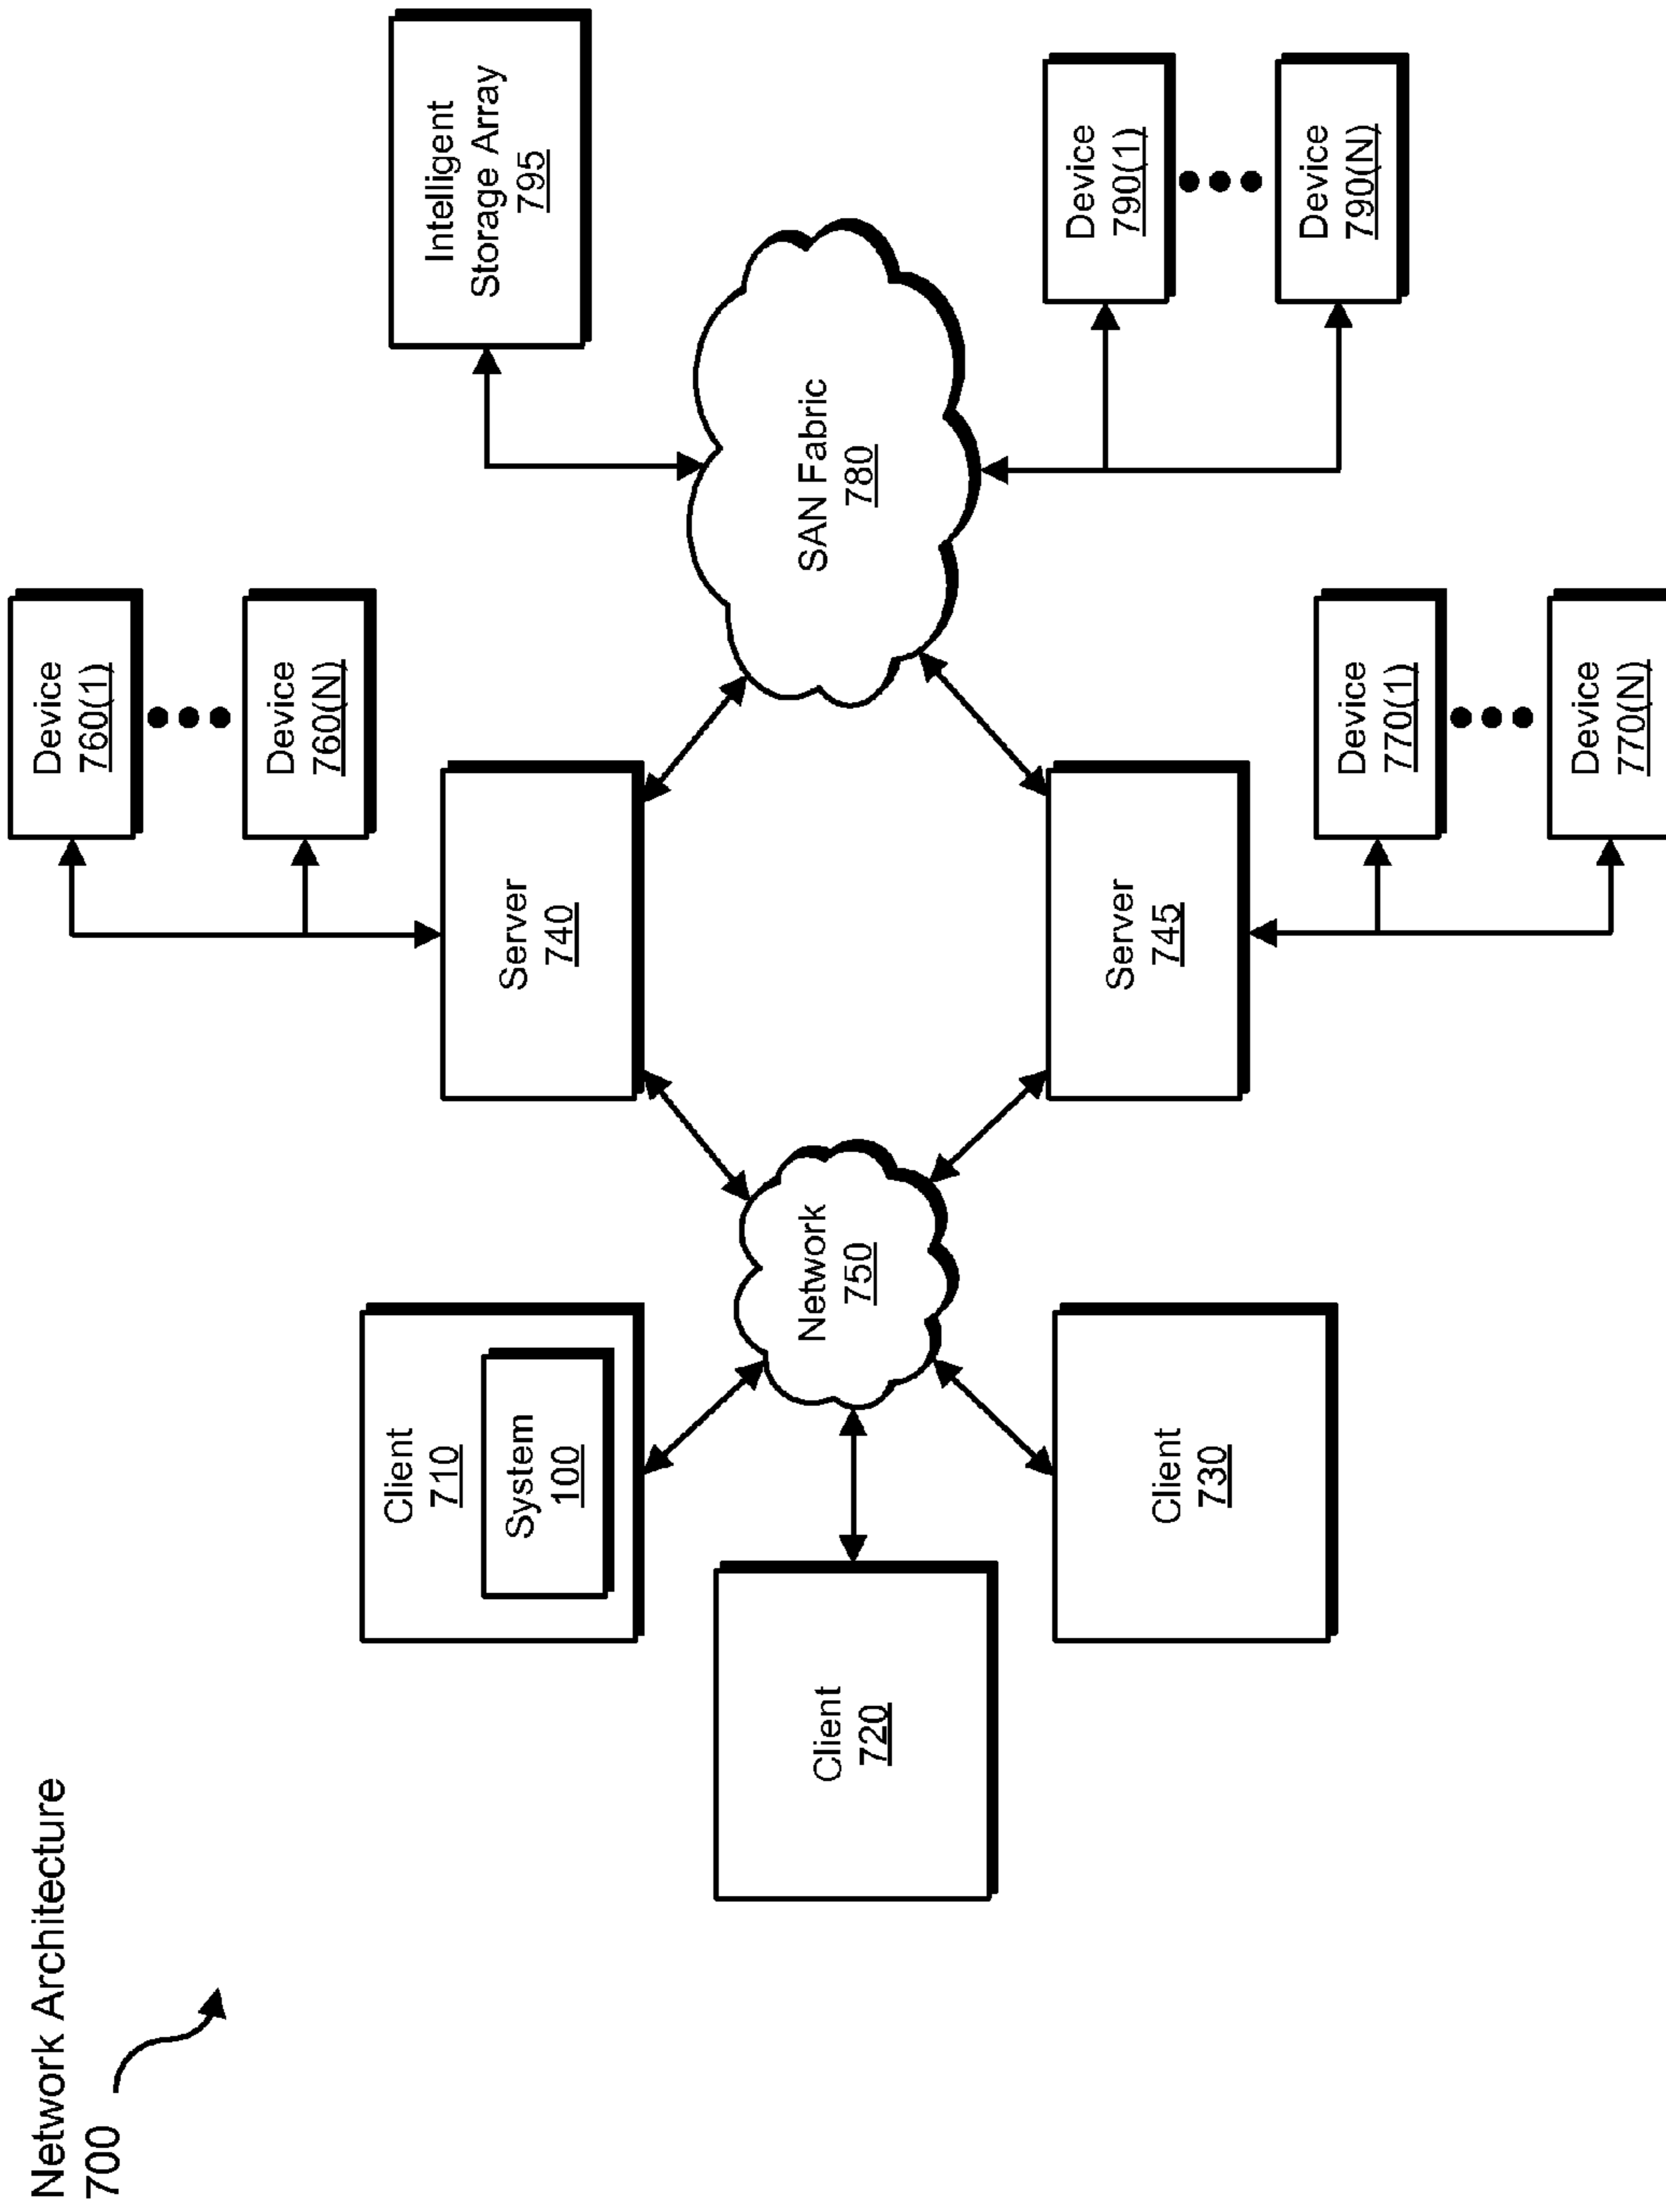 Network Architecture
700
Device
760(1)
Device
760(N)
Intelligent
Storage Array
795
Client
710
System
100
Server
740
Client
720
Network
750
SAN Fabric
780
Client
730
Server
745
Device
790(1)
Device
790(N)
Device
770(1)
Device
770(N)